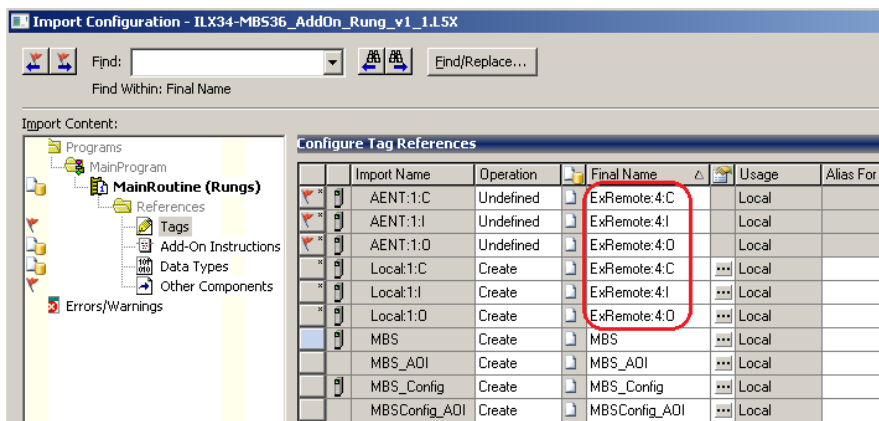 Import Configuration - ILX34-MBS36_AddOn_Rung_v1_1.L5X
Find:
Find/Replace...
Find Within: Final Name
Import Content:
Programs
MainProgram
MainRoutine (Rungs)
References
Tags
Add-On Instructions
Data Types
Other Components
Errors/Warnings
Configure Tag References
Import Name Operation Final Name Usage Alias For
AENT:1:C Undefined ExRemote:4:C Local
AENT:1:I Undefined ExRemote:4:I Local
AENT:1:O Undefined ExRemote:4:O Local
Local:1:C Create ExRemote:4:C ... Local
Local:1:I Create ExRemote:4:I ... Local
Local:1:O Create ExRemote:4:O ... Local
MBS Create MBS ... Local
MBS_AOI Create MBS_AOI ... Local
MBS_Config Create MBS_Config ... Local
MBSConfig_AOI Create MBSConfig_AOI ... Local